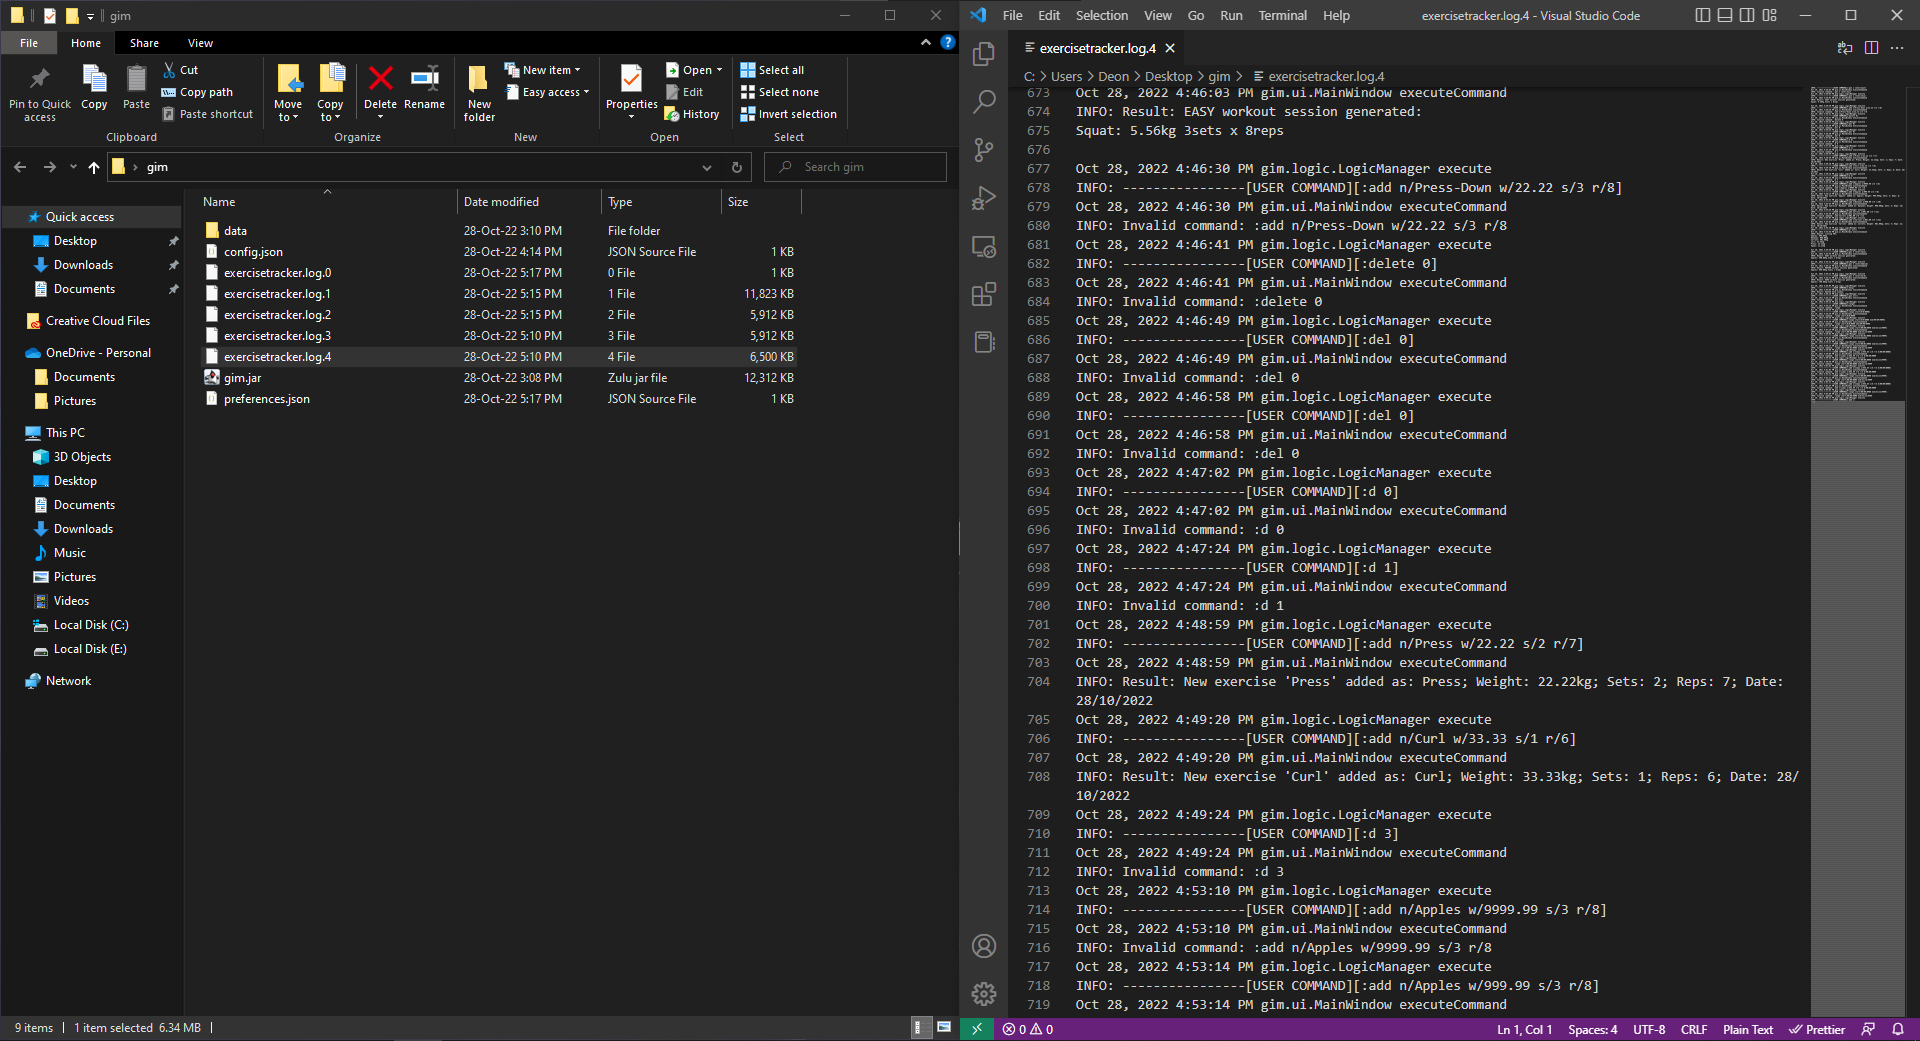 gim
File
Home
Share
View
Pin to Quick access
Copy
Paste
Cut
Copy path
Paste shortcut
Clipboard
Move to
Copy to
Delete
Rename
Organize
New folder
New item
Easy access
New
Properties
Open
Edit
History
Open
Select all
Select none
Invert selection
Select
gim
Search gim
Quick access
Desktop
Downloads
Documents
Creative Cloud Files
OneDrive - Personal
Documents
Pictures
This PC
3D Objects
Desktop
Documents
Downloads
Music
Pictures
Videos
Local Disk (C:)
Local Disk (E:)
Network
Name Date modified Type Size
data 28-Oct-22 3:10 PM File folder
config.json 28-Oct-22 4:14 PM JSON Source File 1 KB
exercisetracker.log.0 28-Oct-22 5:17 PM 0 File 1 KB
exercisetracker.log.1 28-Oct-22 5:15 PM 1 File 11,823 KB
exercisetracker.log.2 28-Oct-22 5:15 PM 2 File 5,912 KB
exercisetracker.log.3 28-Oct-22 5:10 PM 3 File 5,912 KB
exercisetracker.log.4 28-Oct-22 5:10 PM 4 File 6,500 KB
gim.jar 28-Oct-22 3:08 PM Zulu jar file 12,312 KB
preferences.json 28-Oct-22 5:17 PM JSON Source File 1 KB
9 items 1 item selected 6.34 MB
File Edit Selection View Go Run Terminal Help exercisetracker.log.4 - Visual Studio Code
exercisetracker.log.4
C: > Users > Deon > Desktop > gim > exercisetracker.log.4
673 Oct 28, 2022 4:46:03 PM gim.ui.MainWindow executeCommand
674 INFO: Result: EASY workout session generated:
675 Squat: 5.56kg 3sets x 8reps
676
677 Oct 28, 2022 4:46:30 PM gim.logic.LogicManager execute
678 INFO: ----------------[USER COMMAND][:add n/Press-Down w/22.22 s/3 r/8]
679 Oct 28, 2022 4:46:30 PM gim.ui.MainWindow executeCommand
680 INFO: Invalid command: :add n/Press-Down w/22.22 s/3 r/8
681 Oct 28, 2022 4:46:41 PM gim.logic.LogicManager execute
682 INFO: ----------------[USER COMMAND][:delete 0]
683 Oct 28, 2022 4:46:41 PM gim.ui.MainWindow executeCommand
684 INFO: Invalid command: :delete 0
685 Oct 28, 2022 4:46:49 PM gim.logic.LogicManager execute
686 INFO: ----------------[USER COMMAND][:del 0]
687 Oct 28, 2022 4:46:49 PM gim.ui.MainWindow executeCommand
688 INFO: Invalid command: :del 0
689 Oct 28, 2022 4:46:58 PM gim.logic.LogicManager execute
690 INFO: ----------------[USER COMMAND][:del 0]
691 Oct 28, 2022 4:46:58 PM gim.ui.MainWindow executeCommand
692 INFO: Invalid command: :del 0
693 Oct 28, 2022 4:47:02 PM gim.logic.LogicManager execute
694 INFO: ----------------[USER COMMAND][:d 0]
695 Oct 28, 2022 4:47:02 PM gim.ui.MainWindow executeCommand
696 INFO: Invalid command: :d 0
697 Oct 28, 2022 4:47:24 PM gim.logic.LogicManager execute
698 INFO: ----------------[USER COMMAND][:d 1]
699 Oct 28, 2022 4:47:24 PM gim.ui.MainWindow executeCommand
700 INFO: Invalid command: :d 1
701 Oct 28, 2022 4:48:59 PM gim.logic.LogicManager execute
702 INFO: ----------------[USER COMMAND][:add n/Press w/22.22 s/2 r/7]
703 Oct 28, 2022 4:48:59 PM gim.ui.MainWindow executeCommand
704 INFO: Result: New exercise 'Press' added as: Press; Weight: 22.22kg; Sets: 2; Reps: 7; Date:
28/10/2022
705 Oct 28, 2022 4:49:20 PM gim.logic.LogicManager execute
706 INFO: ----------------[USER COMMAND][:add n/Curl w/33.33 s/1 r/6]
707 Oct 28, 2022 4:49:20 PM gim.ui.MainWindow executeCommand
708 INFO: Result: New exercise 'Curl' added as: Curl; Weight: 33.33kg; Sets: 1; Reps: 6; Date: 28/
10/2022
709 Oct 28, 2022 4:49:24 PM gim.logic.LogicManager execute
710 INFO: ----------------[USER COMMAND][:d 3]
711 Oct 28, 2022 4:49:24 PM gim.ui.MainWindow executeCommand
712 INFO: Invalid command: :d 3
713 Oct 28, 2022 4:53:10 PM gim.logic.LogicManager execute
714 INFO: ----------------[USER COMMAND][:add n/Apples w/9999.99 s/3 r/8]
715 Oct 28, 2022 4:53:10 PM gim.ui.MainWindow executeCommand
716 INFO: Invalid command: :add n/Apples w/9999.99 s/3 r/8
717 Oct 28, 2022 4:53:14 PM gim.logic.LogicManager execute
718 INFO: ----------------[USER COMMAND][:add n/Apples w/999.99 s/3 r/8]
719 Oct 28, 2022 4:53:14 PM gim.ui.MainWindow executeCommand
0 0 Ln 1, Col 1 Spaces: 4 UTF-8 CRLF Plain Text Prettier